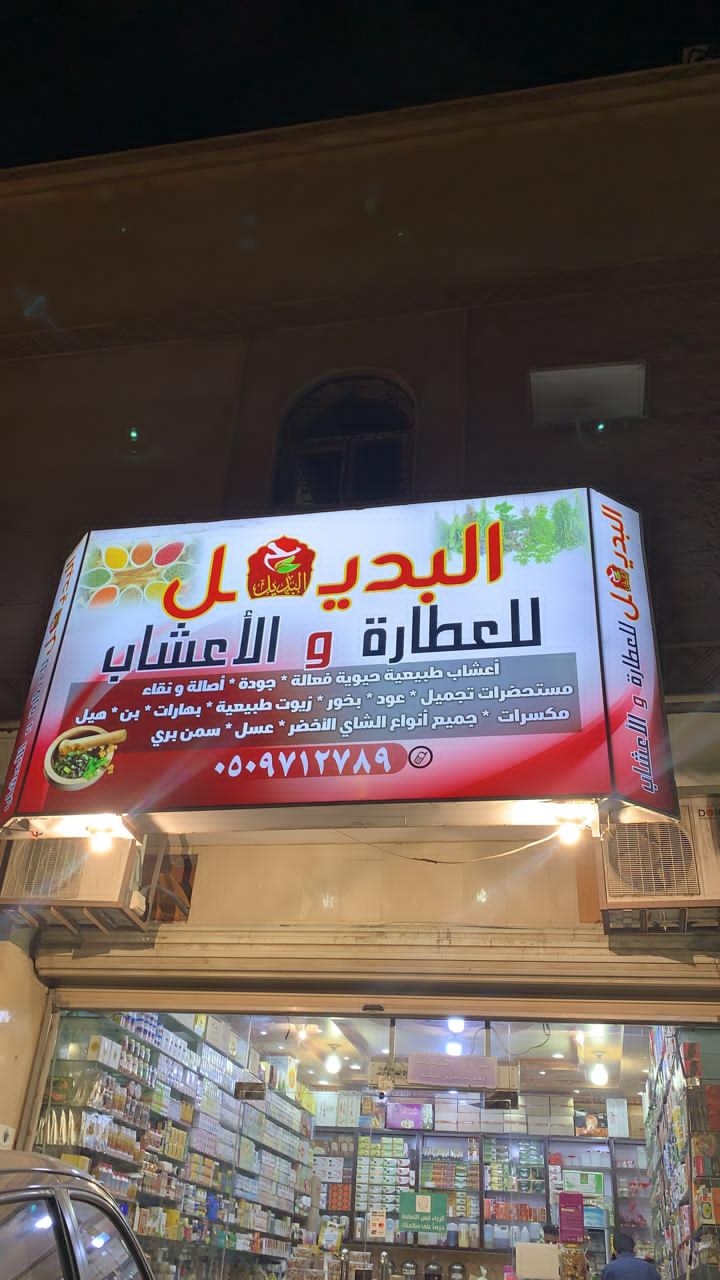 البديل
البديل
للعطارة و الأعشاب
أعشاب طبيعية حيوية فعالة * جودة * أصالة و نقاء
مستحضرات تجميل * عود * بخور * زيوت طبيعية * بهارات * بن * هيل
مكسرات * جميع أنواع الشاي الأخضر * عسل * سمن بري
٠٥٠٩٧١٢٧٨٩
البديل للعطارة و الأعشاب